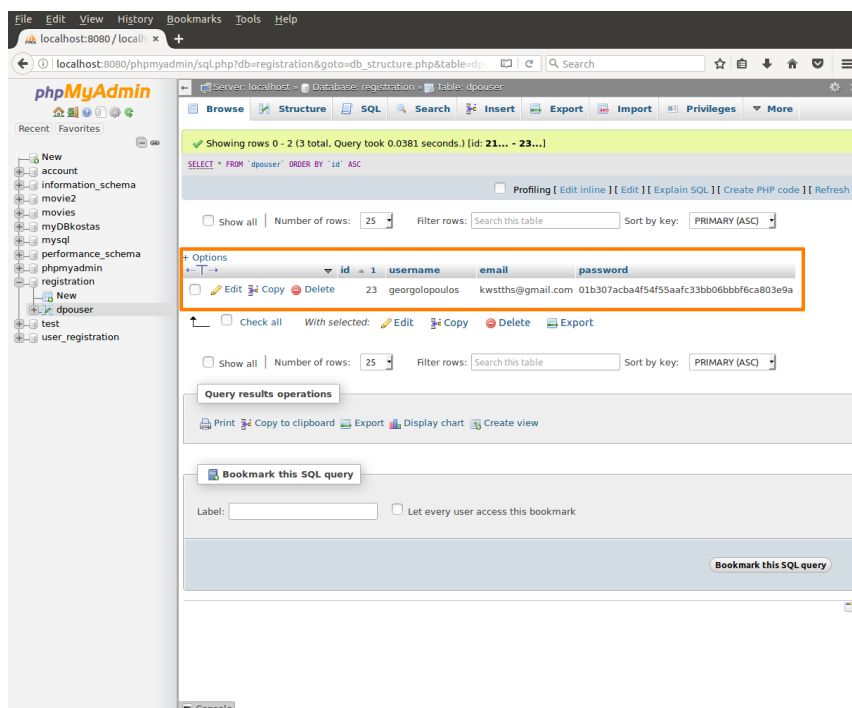 File Edit View History Bookmarks Tools Help
localhost:8080 / localh × +
localhost:8080/phpmyadmin/sql.php?db=registration&goto=db_structure.php&table=dp Search
phpMyAdmin
Recent Favorites
New
account
information_schema
movie2
movies
myDBkostas
mysql
performance_schema
phpmyadmin
registration
New
dpouser
test
user_registration
Server: localhost » Database: registration » Table: dpouser
Browse Structure SQL Search Insert Export Import Privileges More
Showing rows 0 - 2 (3 total, Query took 0.0381 seconds.) [id: 21... - 23...]
SELECT * FROM `dpouser` ORDER BY `id` ASC
Profiling [ Edit inline ] [ Edit ] [ Explain SQL ] [ Create PHP code ] [ Refresh
Show all | Number of rows: 25 Filter rows: Search this table Sort by key: PRIMARY (ASC)
+ Options
←T→ id 1 username email password
Edit Copy Delete 23 georgolopoulos kwstths@gmail.com 01b307acba4f54f55aafc33bb06bbbf6ca803e9a
Check all With selected: Edit Copy Delete Export
Show all | Number of rows: 25 Filter rows: Search this table Sort by key: PRIMARY (ASC)
Query results operations
Print Copy to clipboard Export Display chart Create view
Bookmark this SQL query
Label: Let every user access this bookmark
Bookmark this SQL query
Console